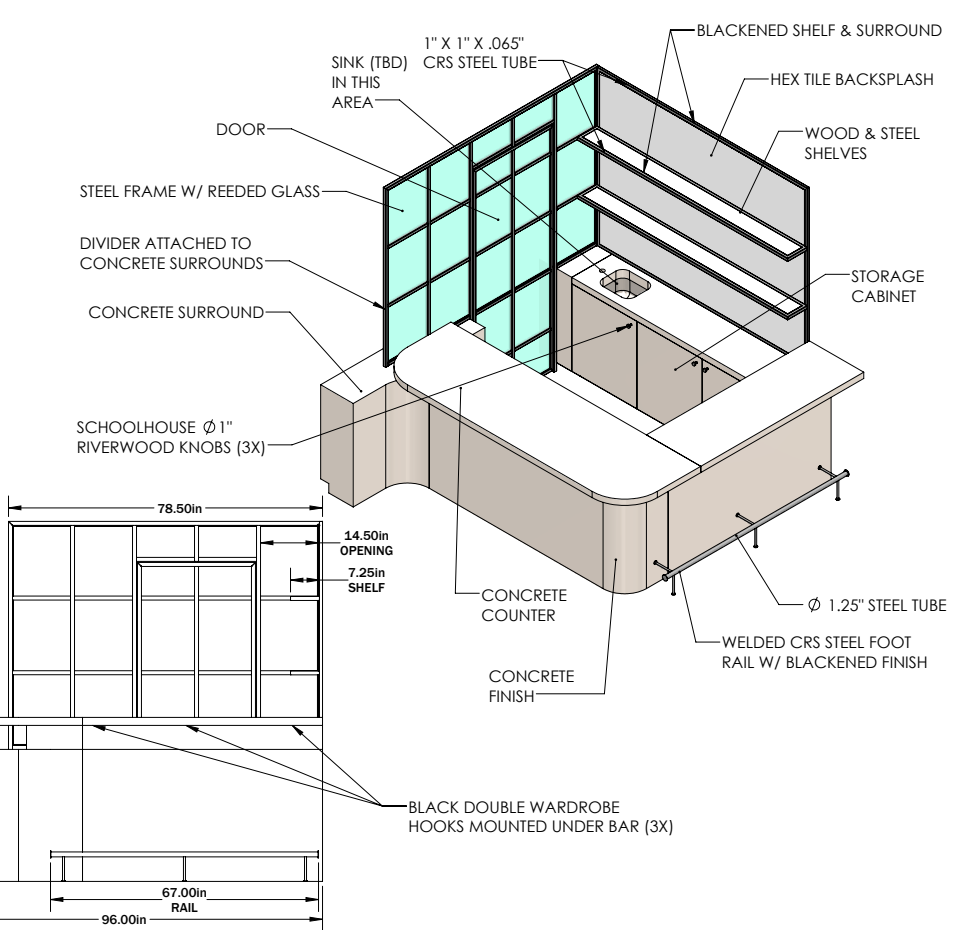 BLACKENED SHELF & SURROUND
1" X 1" X .065"
CRS STEEL TUBE
SINK (TBD)
IN THIS
AREA
HEX TILE BACKSPLASH
DOOR
WOOD & STEEL
SHELVES
STEEL FRAME W/ REEDED GLASS
DIVIDER ATTACHED TO
CONCRETE SURROUNDS
STORAGE
CABINET
CONCRETE SURROUND
SCHOOLHOUSE Ø 1"
RIVERWOOD KNOBS (3X)
78.50in
14.50in
OPENING
7.25in
SHELF
CONCRETE
COUNTER
Ø 1.25" STEEL TUBE
WELDED CRS STEEL FOOT
RAIL W/ BLACKENED FINISH
CONCRETE
FINISH
BLACK DOUBLE WARDROBE
HOOKS MOUNTED UNDER BAR (3X)
67.00in
RAIL
96.00in